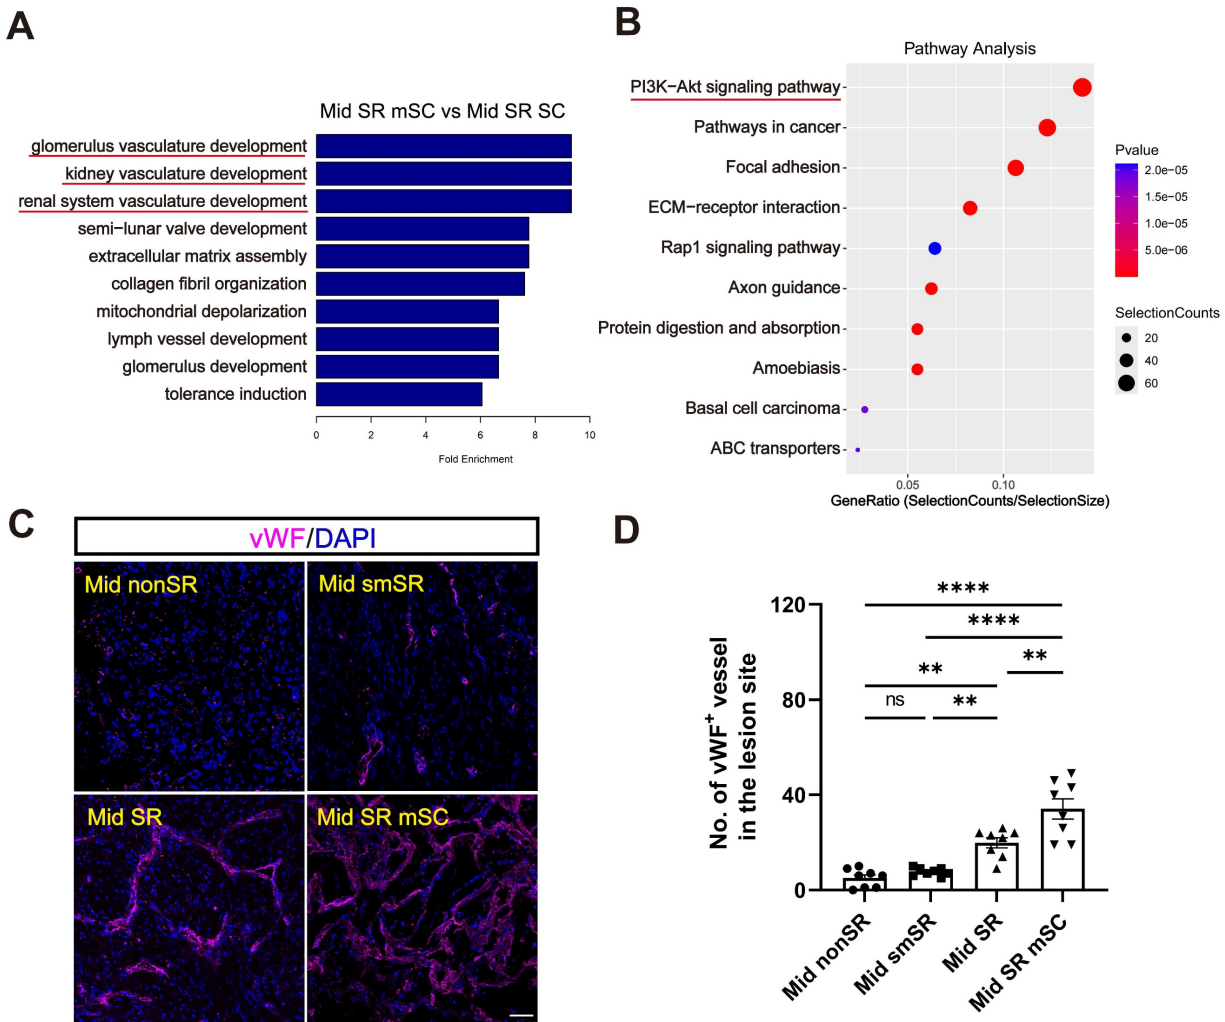 A
Mid SR mSC vs Mid SR SC
glomerulus vasculature development
kidney vasculature development
renal system vasculature development
semi−lunar valve development
extracellular matrix assembly
collagen fibril organization
mitochondrial depolarization
lymph vessel development
glomerulus development
tolerance induction
0 2 4 6 8 10
Fold Enrichment
B
Pathway Analysis
PI3K−Akt signaling pathway
Pathways in cancer
Focal adhesion
ECM−receptor interaction
Rap1 signaling pathway
Axon guidance
Protein digestion and absorption
Amoebiasis
Basal cell carcinoma
ABC transporters
0.05 0.10
GeneRatio (SelectionCounts/SelectionSize)
Pvalue
2.0e−05
1.5e−05
1.0e−05
5.0e−06
SelectionCounts
20
40
60
C
vWF/DAPI
Mid nonSR
Mid smSR
Mid SR
Mid SR mSC
D
No. of vWF⁺ vessel
in the lesion site
120
80
40
0
****
****
** **
ns **
Mid nonSR
Mid smSR
Mid SR
Mid SR mSC